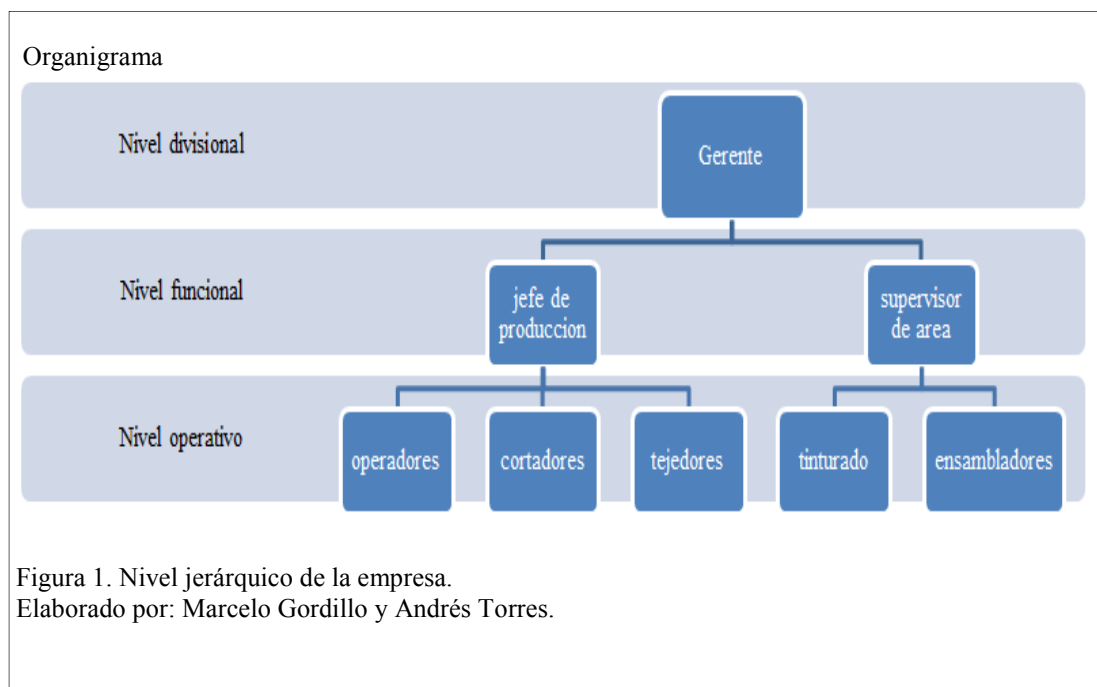 Organigrama
Nivel divisional
Gerente
Nivel funcional
jefe de
produccion
supervisor
de area
Nivel operativo
operadores
cortadores
tejedores
tinturado
ensambladores
Figura 1. Nivel jerárquico de la empresa.
Elaborado por: Marcelo Gordillo y Andrés Torres.